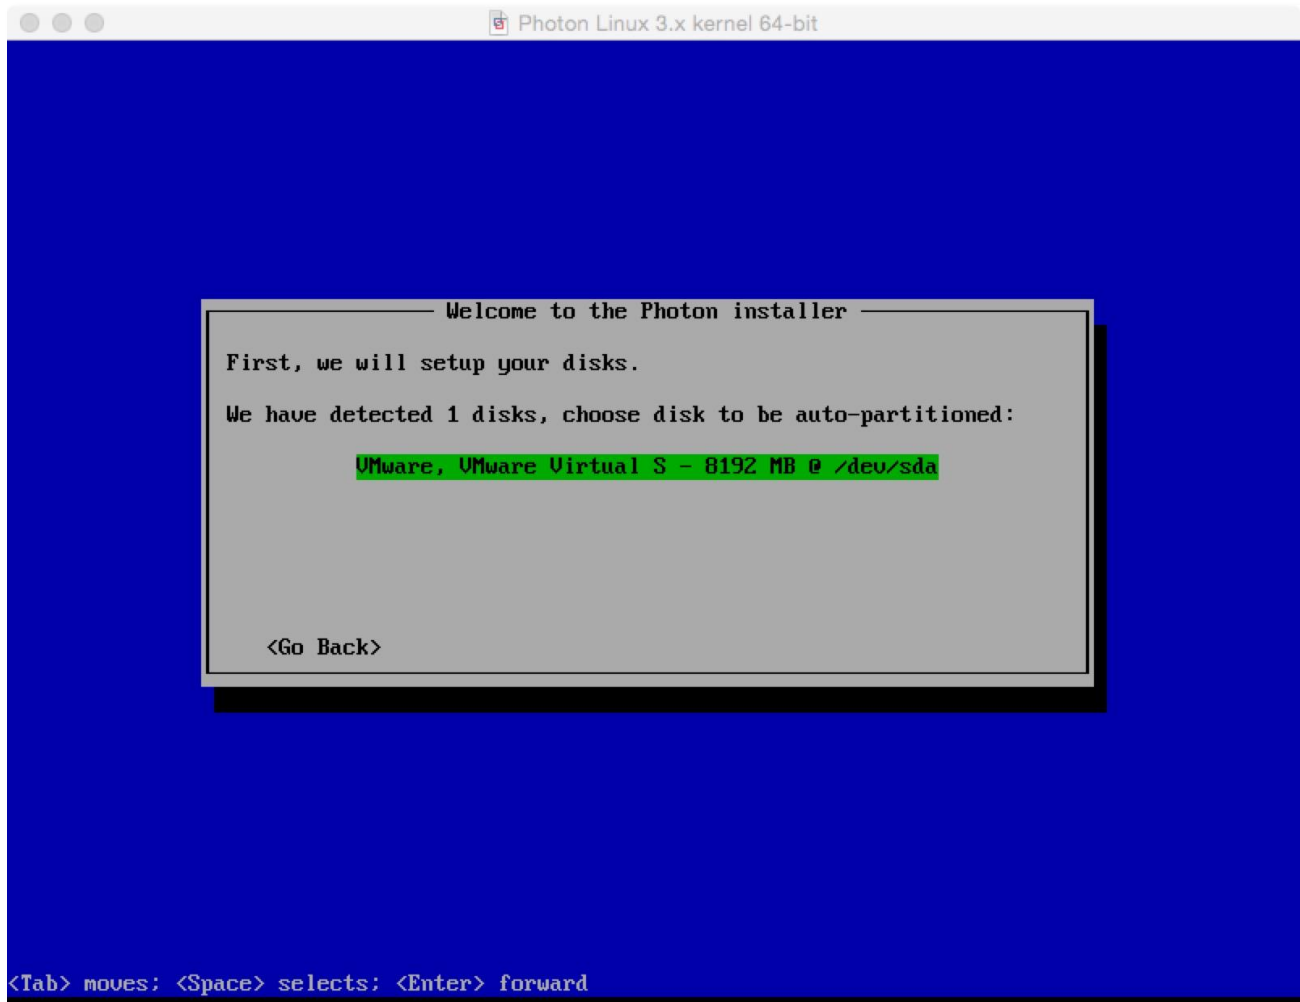 Photon Linux 3.x kernel 64-bit
Welcome to the Photon installer
First, we will setup your disks.
We have detected 1 disks, choose disk to be auto-partitioned:
VMware, VMware Virtual S - 8192 MB @ /dev/sda
<Go Back>
<Tab> moves; <Space> selects; <Enter> forward